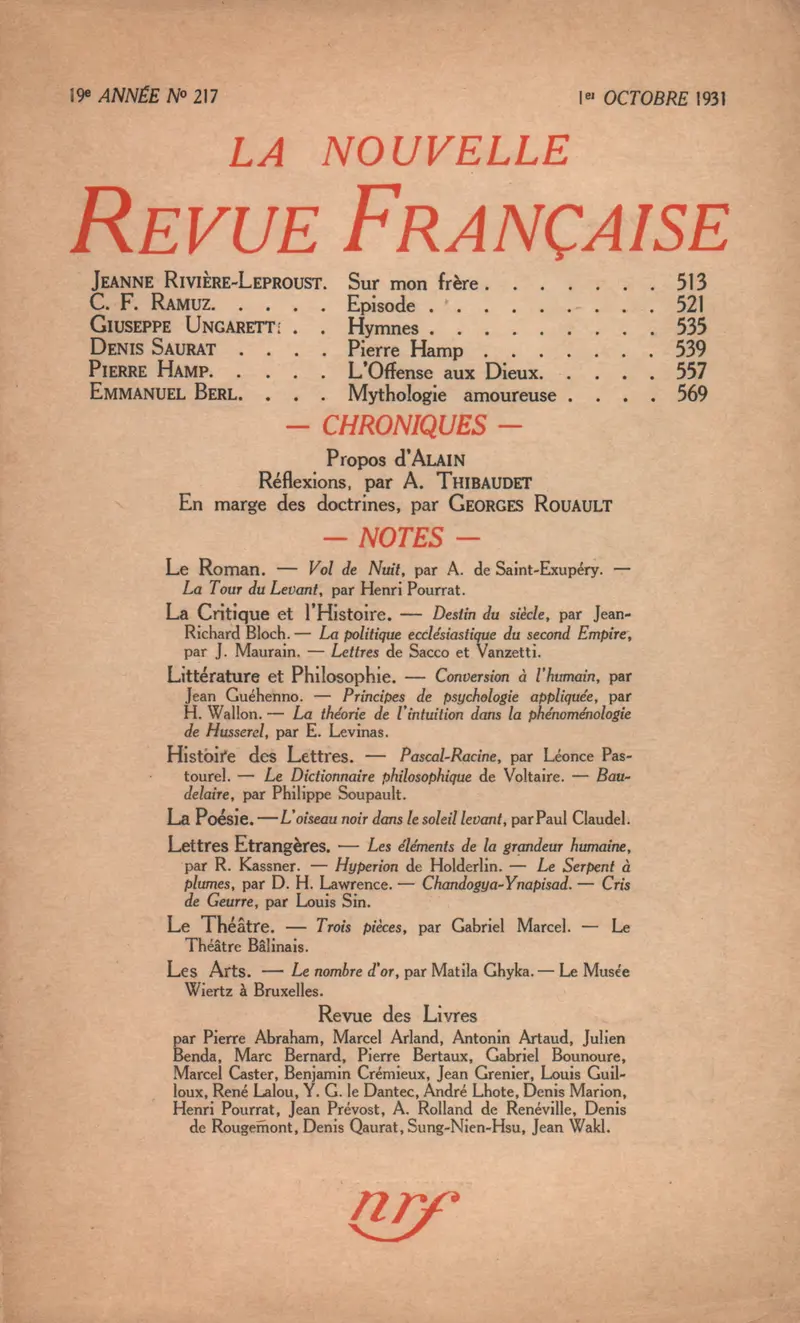 19e ANNÉE No 217
1er OCTOBRE 1931
LA NOUVELLE
REVUE FRANÇAISE
JEANNE RIVIÈRE-LEPROUST. Sur mon frère . . . . . . . 513
C. F. RAMUZ. . . . . Episode . . . . . . . . . 521
GIUSEPPE UNGARETTI . . Hymnes . . . . . . . . . 535
DENIS SAURAT . . . . Pierre Hamp . . . . . . . 539
PIERRE HAMP. . . . . L'Offense aux Dieux. . . . . 557
EMMANUEL BERL. . . . Mythologie amoureuse . . . . 569
— CHRONIQUES —
Propos d'ALAIN
Réflexions, par A. THIBAUDET
En marge des doctrines, par GEORGES ROUAULT
— NOTES —
Le Roman. — Vol de Nuit, par A. de Saint-Exupéry. —
La Tour du Levant, par Henri Pourrat.
La Critique et l'Histoire. — Destin du siècle, par Jean-
Richard Bloch. — La politique ecclésiastique du second Empire,
par J. Maurain. — Lettres de Sacco et Vanzetti.
Littérature et Philosophie. — Conversion à l'humain, par
Jean Guéhenno. — Principes de psychologie appliquée, par
H. Wallon. — La théorie de l'intuition dans la phénoménologie
de Husserel, par E. Levinas.
Histoire des Lettres. — Pascal-Racine, par Léonce Pas-
tourel. — Le Dictionnaire philosophique de Voltaire. — Bau-
delaire, par Philippe Soupault.
La Poésie. — L'oiseau noir dans le soleil levant, par Paul Claudel.
Lettres Etrangères. — Les éléments de la grandeur humaine,
par R. Kassner. — Hyperion de Holderlin. — Le Serpent à
plumes, par D. H. Lawrence. — Chandogya-Ynapisad. — Cris
de Geurre, par Louis Sin.
Le Théâtre. — Trois pièces, par Gabriel Marcel. — Le
Théâtre Bâlinais.
Les Arts. — Le nombre d'or, par Matila Ghyka. — Le Musée
Wiertz à Bruxelles.
Revue des Livres
par Pierre Abraham, Marcel Arland, Antonin Artaud, Julien
Benda, Marc Bernard, Pierre Bertaux, Gabriel Bounoure,
Marcel Caster, Benjamin Crémieux, Jean Grenier, Louis Guil-
loux, René Lalou, Y. G. le Dantec, André Lhote, Denis Marion,
Henri Pourrat, Jean Prévost, A. Rolland de Renéville, Denis
de Rougemont, Denis Qaurat, Sung-Nien-Hsu, Jean Wakl.
nrf